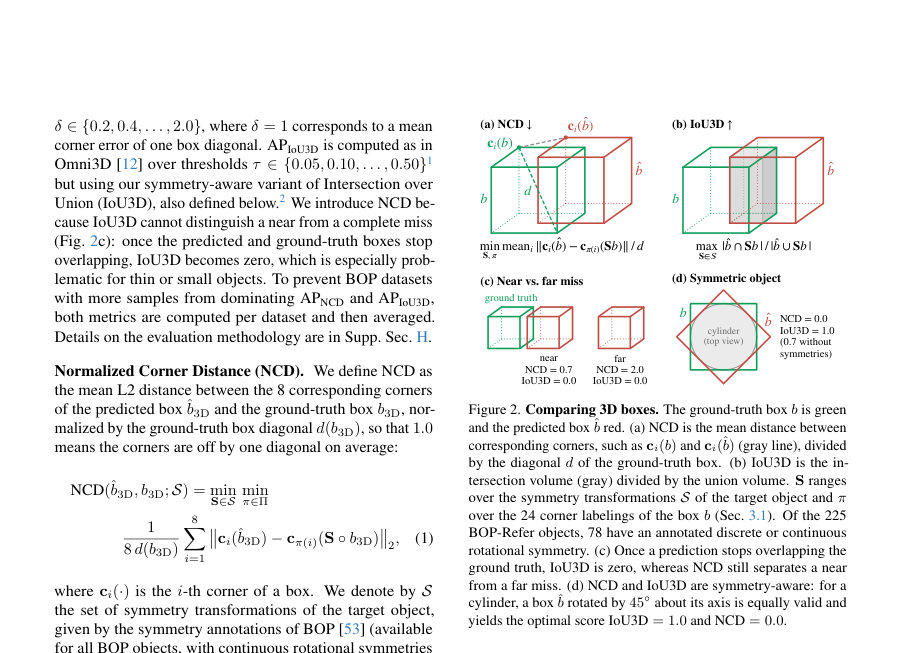 δ ∈ {0.2, 0.4, . . . , 2.0}, where δ = 1 corresponds to a mean
corner error of one box diagonal. AP_IoU3D is computed as in
Omni3D [12] over thresholds τ ∈ {0.05, 0.10, . . . , 0.50}¹
but using our symmetry-aware variant of Intersection over
Union (IoU3D), also defined below.² We introduce NCD be-
cause IoU3D cannot distinguish a near from a complete miss
(Fig. 2c): once the predicted and ground-truth boxes stop
overlapping, IoU3D becomes zero, which is especially prob-
lematic for thin or small objects. To prevent BOP datasets
with more samples from dominating AP_NCD and AP_IoU3D,
both metrics are computed per dataset and then averaged.
Details on the evaluation methodology are in Supp. Sec. H.
Normalized Corner Distance (NCD). We define NCD as
the mean L2 distance between the 8 corresponding corners
of the predicted box b̂_3D and the ground-truth box b_3D, nor-
malized by the ground-truth box diagonal d(b_3D), so that 1.0
means the corners are off by one diagonal on average:
NCD(b̂_3D, b_3D; S) = min_{S∈S} min_{π∈Π}
1/(8 d(b_3D)) ∑_{i=1}^{8} ‖c_i(b̂_3D) − c_π(i)(S ∘ b_3D)‖_2, (1)
where c_i(·) is the i-th corner of a box. We denote by S
the set of symmetry transformations of the target object,
given by the symmetry annotations of BOP [53] (available
for all BOP objects, with continuous rotational symmetries
(a) NCD ↓
c_i(b̂)
c_i(b)
b
d
b̂
min_{S,π} mean_i ‖c_i(b̂) − c_π(i)(Sb)‖ / d
(b) IoU3D ↑
b
b̂
max_{S∈S} |b̂ ∩ Sb| / |b̂ ∪ Sb|
(c) Near vs. far miss
ground truth
near
NCD = 0.7
IoU3D = 0.0
far
NCD = 2.0
IoU3D = 0.0
(d) Symmetric object
b
b̂
cylinder
(top view)
NCD = 0.0
IoU3D = 1.0
(0.7 without
symmetries)
Figure 2. Comparing 3D boxes. The ground-truth box b is green
and the predicted box b̂ red. (a) NCD is the mean distance between
corresponding corners, such as c_i(b) and c_i(b̂) (gray line), divided
by the diagonal d of the ground-truth box. (b) IoU3D is the in-
tersection volume (gray) divided by the union volume. S ranges
over the symmetry transformations S of the target object and π
over the 24 corner labelings of the box b (Sec. 3.1). Of the 225
BOP-Refer objects, 78 have an annotated discrete or continuous
rotational symmetry. (c) Once a prediction stops overlapping the
ground truth, IoU3D is zero, whereas NCD still separates a near
from a far miss. (d) NCD and IoU3D are symmetry-aware: for a
cylinder, a box b̂ rotated by 45° about its axis is equally valid and
yields the optimal score IoU3D = 1.0 and NCD = 0.0.